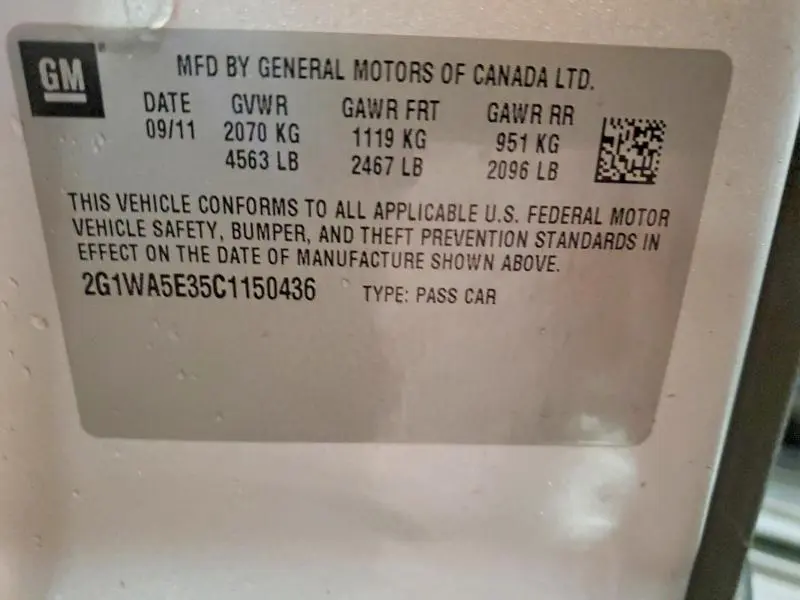 GM
MFD BY GENERAL MOTORS OF CANADA LTD.
DATE GVWR GAWR FRT GAWR RR
09/11 2070 KG 1119 KG 951 KG
4563 LB 2467 LB 2096 LB
THIS VEHICLE CONFORMS TO ALL APPLICABLE U.S. FEDERAL MOTOR
VEHICLE SAFETY, BUMPER, AND THEFT PREVENTION STANDARDS IN
EFFECT ON THE DATE OF MANUFACTURE SHOWN ABOVE.
2G1WA5E35C1150436 TYPE: PASS CAR